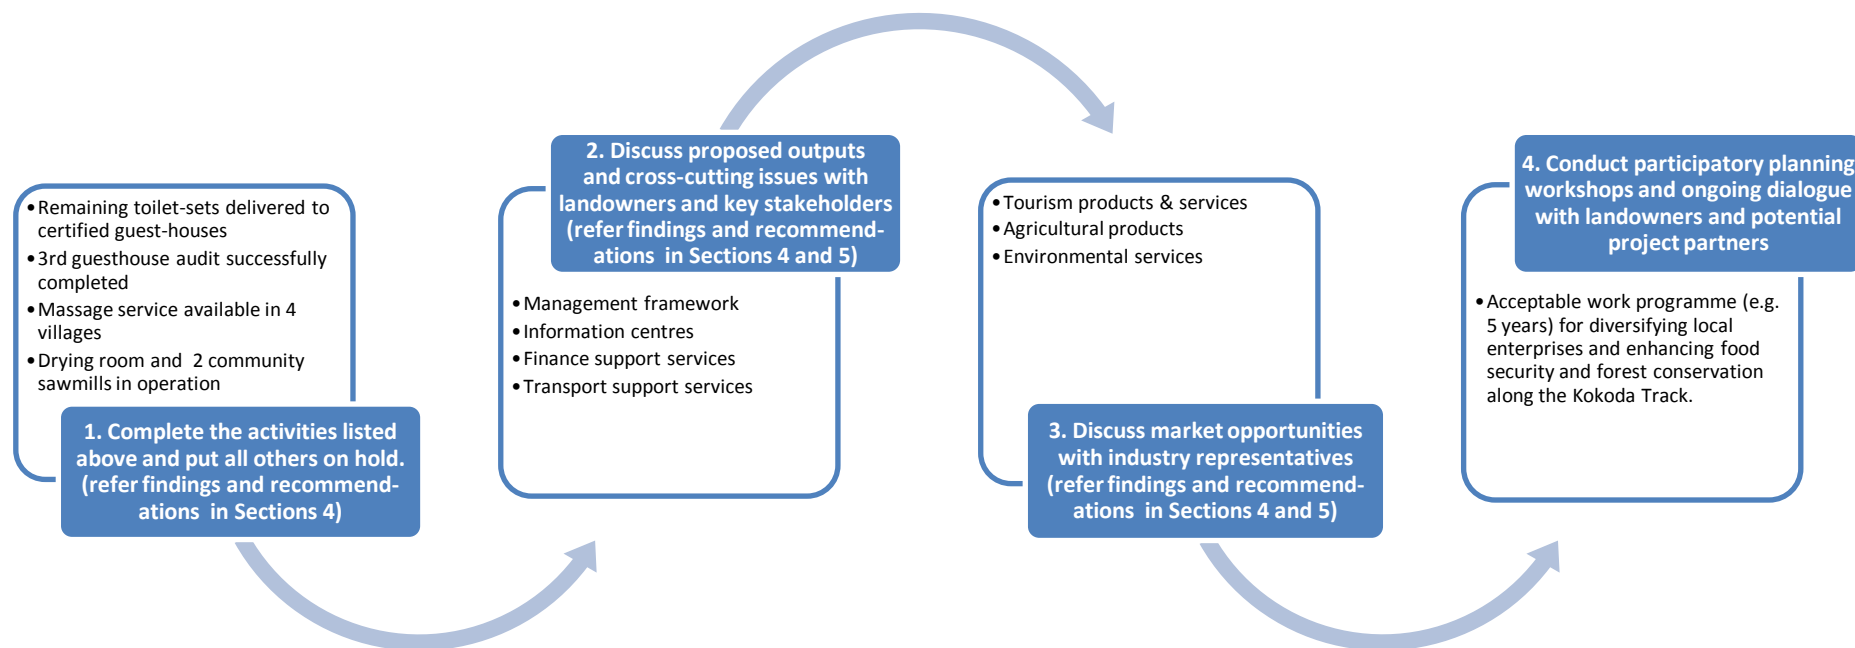 •Remaining toilet-sets delivered to
certified guest-houses
•3rd guesthouse audit successfully
completed
•Massage service available in 4
villages
•Drying room and 2 community
sawmills in operation
1. Complete the activities listed
above and put all others on hold.
(refer findings and recommend-
ations in Sections 4)
2. Discuss proposed outputs
and cross-cutting issues with
landowners and key stakeholders
(refer findings and recommend-
ations in Sections 4 and 5)
•Management framework
•Information centres
•Finance support services
•Transport support services
•Tourism products & services
•Agricultural products
•Environmental services
3. Discuss market opportunities
with industry representatives
(refer findings and recommend-
ations in Sections 4 and 5)
4. Conduct participatory planning
workshops and ongoing dialogue
with landowners and potential
project partners
•Acceptable work programme (e.g.
5 years) for diversifying local
enterprises and enhancing food
security and forest conservation
along the Kokoda Track.